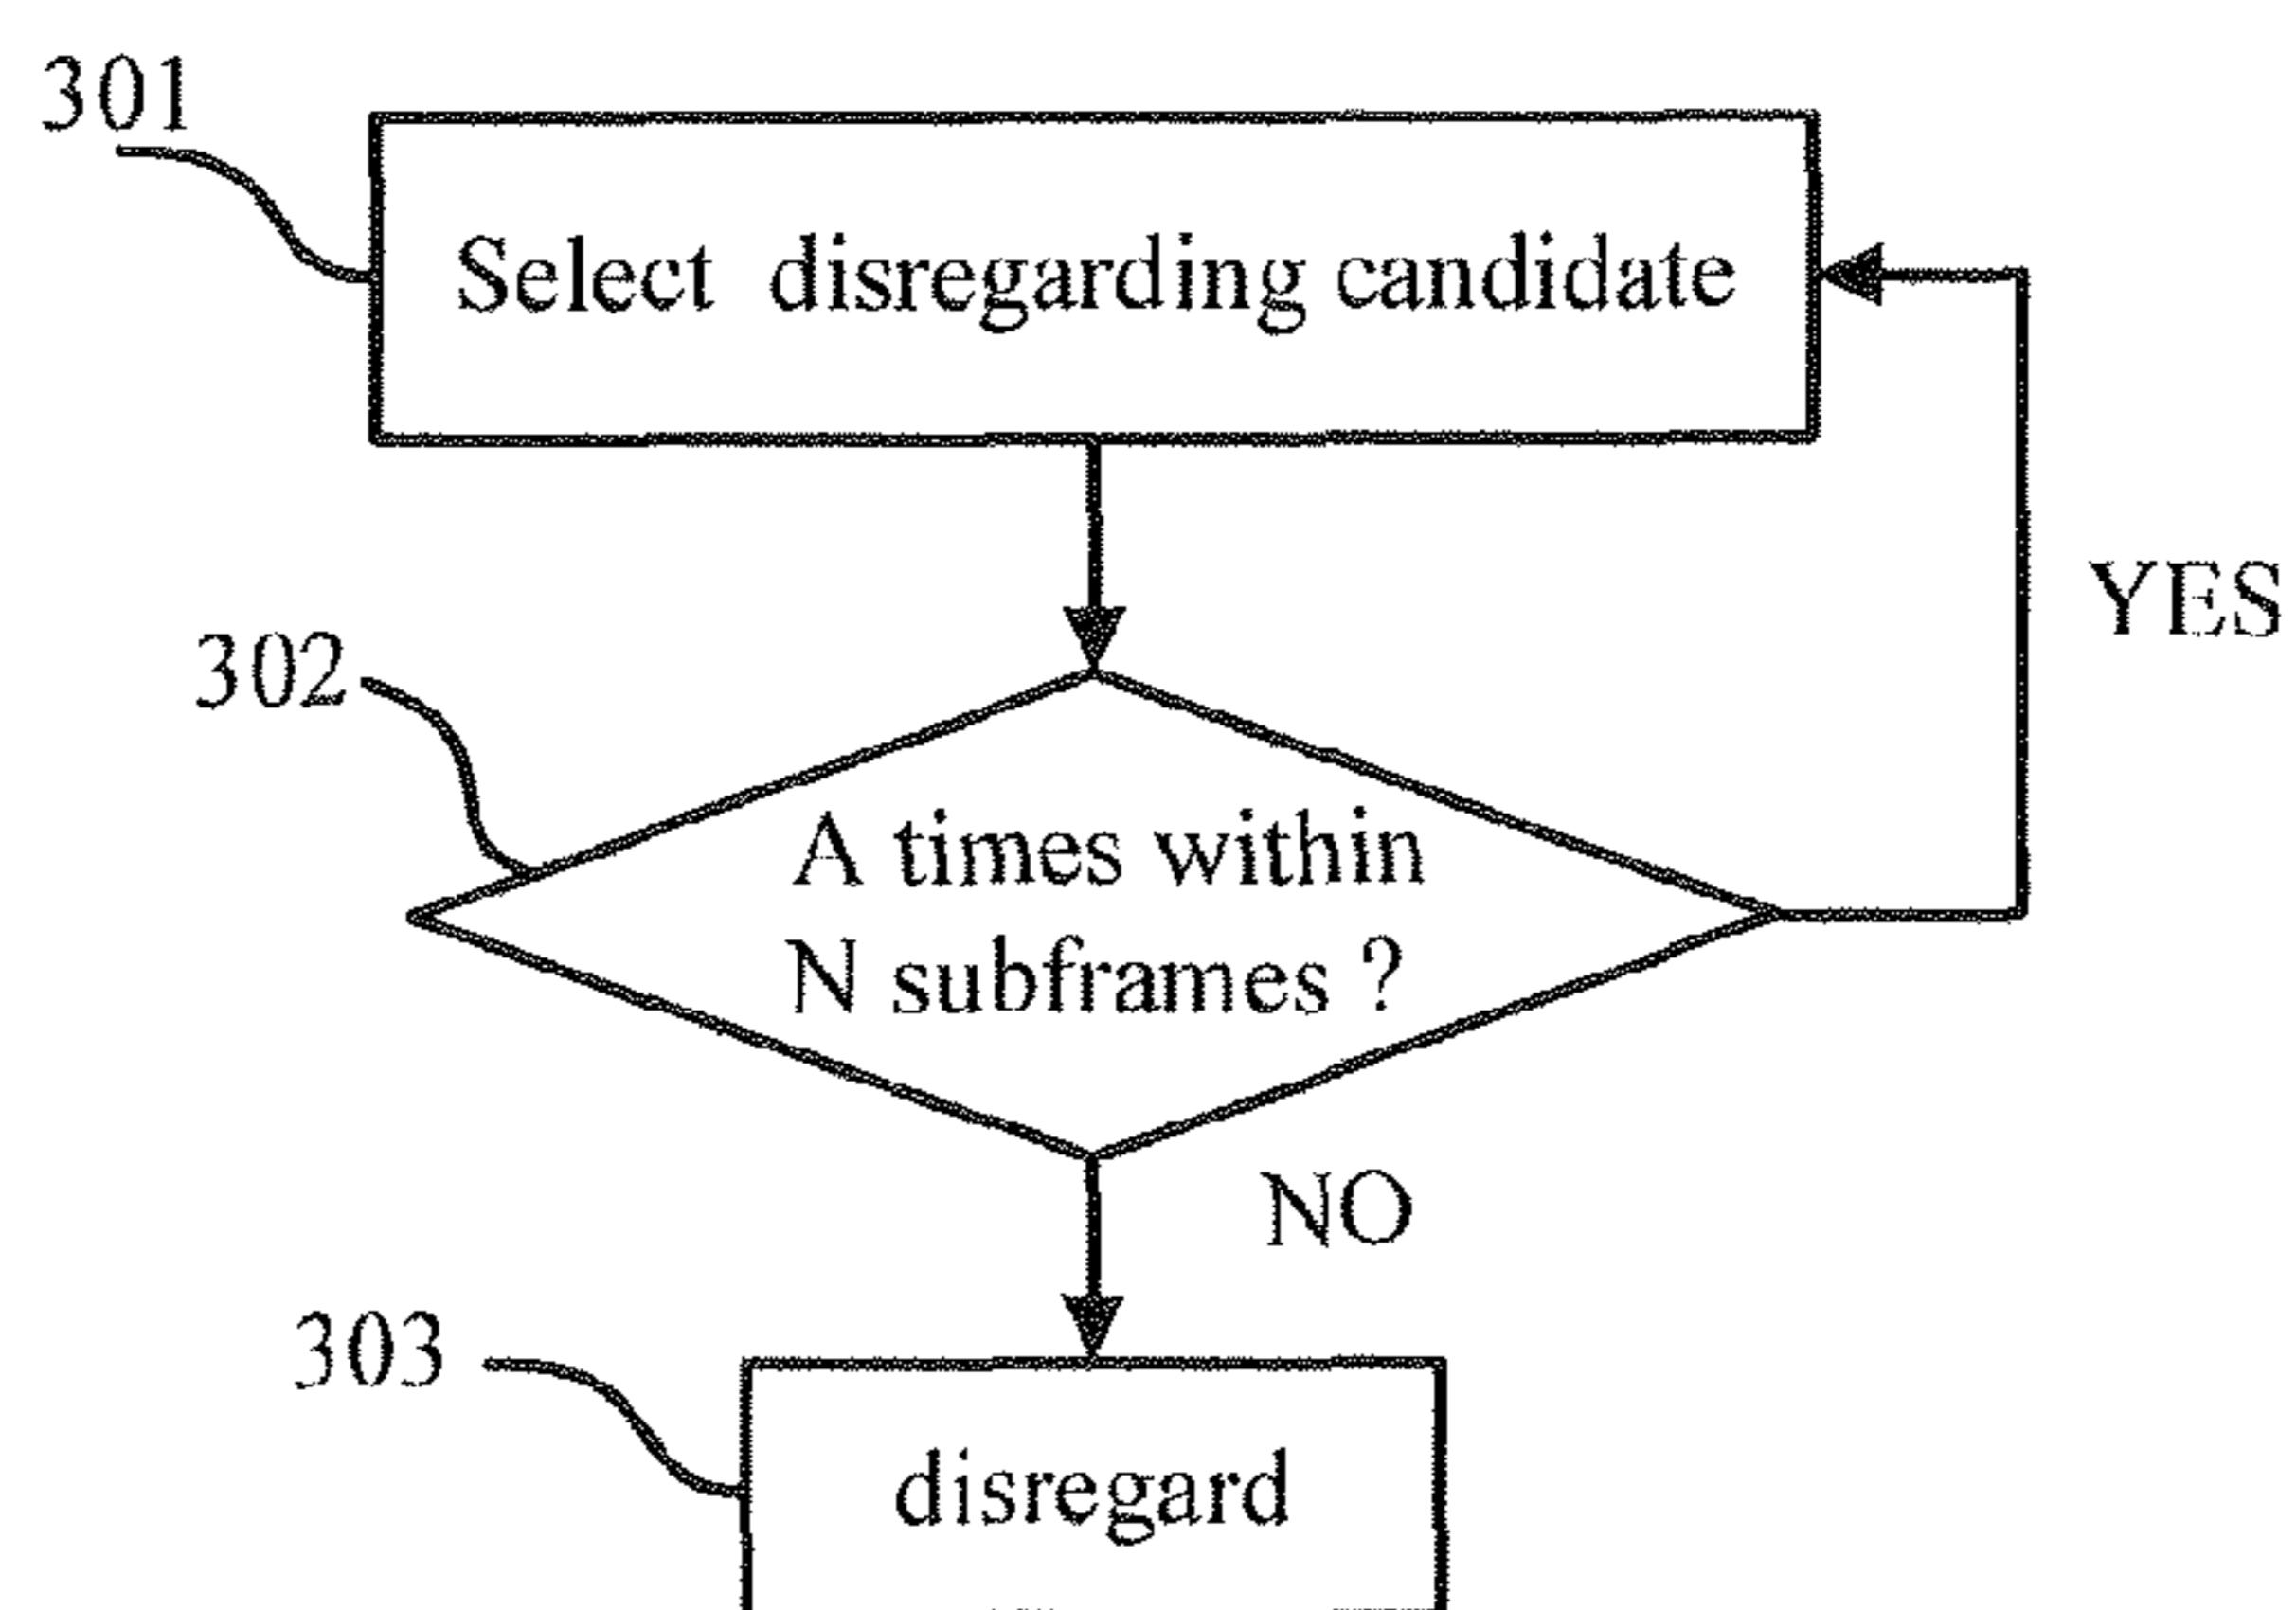 301
Select disregarding candidate
YES
302
A times within
N subframes ?
NO
303
disregard